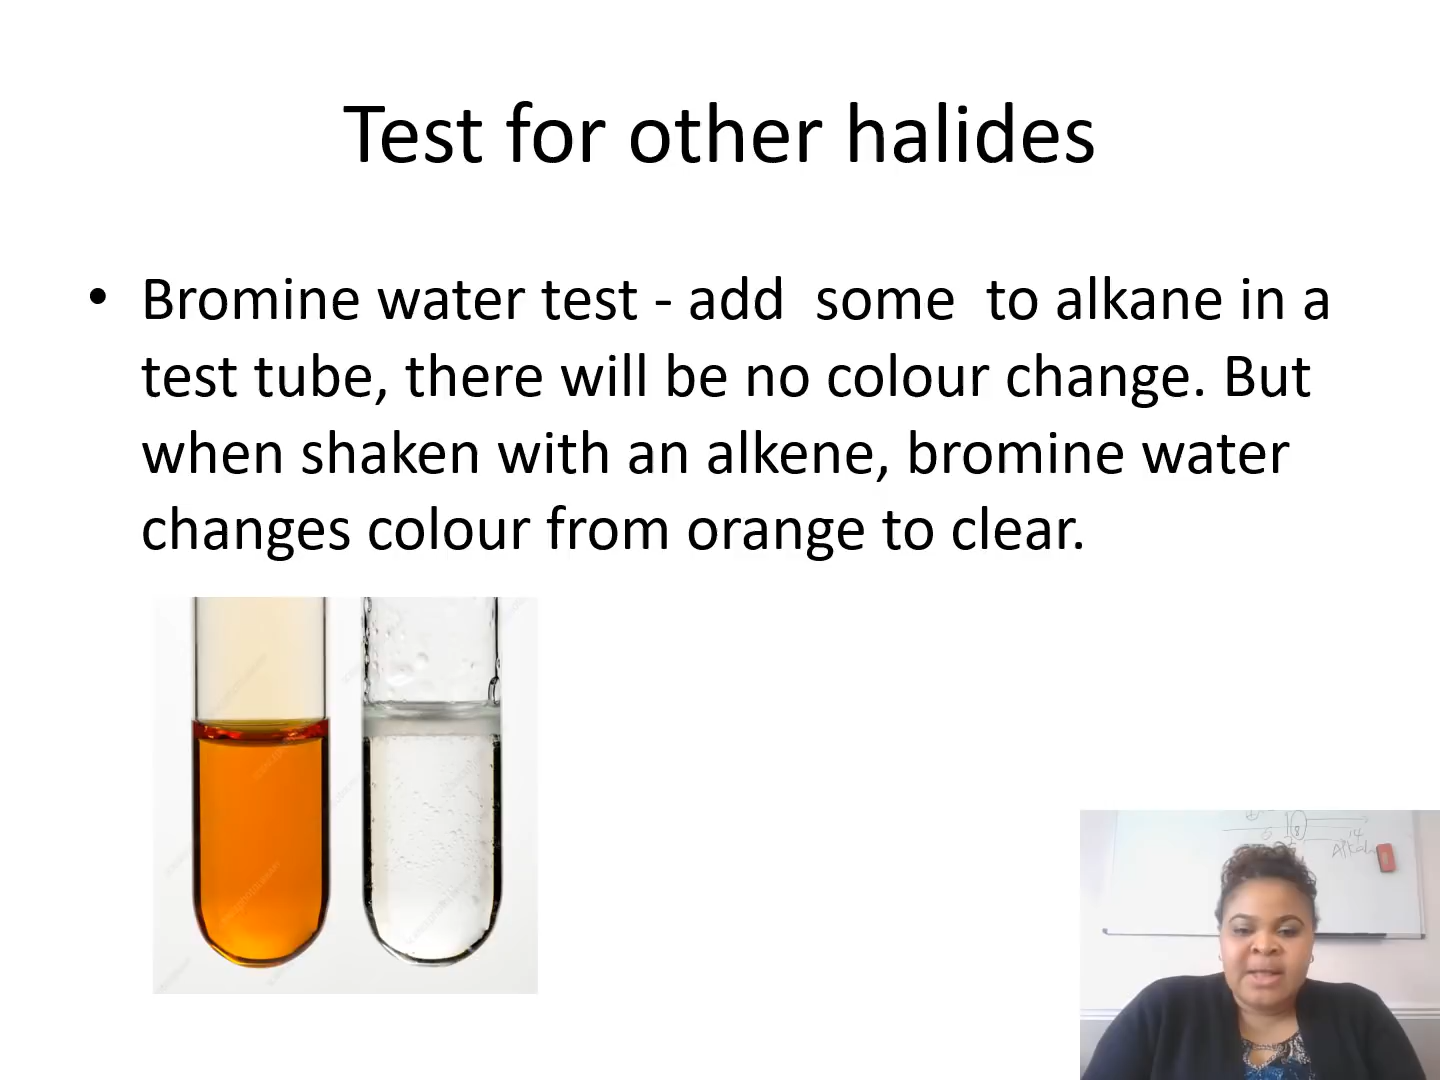 Test for other halides
• Bromine water test - add some to alkane in a
test tube, there will be no colour change. But
when shaken with an alkene, bromine water
changes colour from orange to clear.